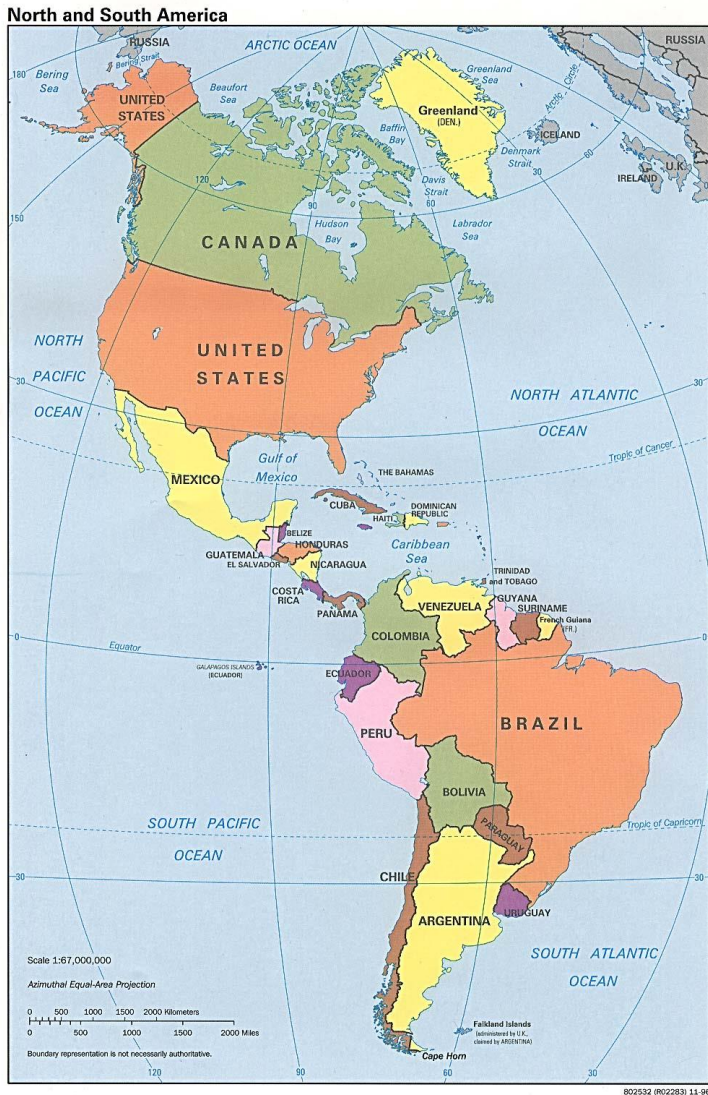 North and South America
RUSSIA
ARCTIC OCEAN
RUSSIA
180
Bering
Sea
Bering Strait
UNITED
STATES
Beaufort
Sea
Greenland
Sea
Greenland
(DEN.)
Arctic Circle
Baffin
Bay
Denmark
Strait
ICELAND
60
U.K.
IRELAND
Davis
Strait
120
90
60
30
150
Hudson
Bay
Labrador
Sea
CANADA
NORTH
PACIFIC
OCEAN
30
UNITED
STATES
30
NORTH ATLANTIC
OCEAN
Tropic of Cancer
Gulf of
Mexico
MEXICO
THE BAHAMAS
CUBA
HAITI
DOMINICAN
REPUBLIC
BELIZE
HONDURAS
GUATEMALA
EL SALVADOR
NICARAGUA
Caribbean
Sea
COSTA
RICA
PANAMA
TRINIDAD
and TOBAGO
VENEZUELA
GUYANA
SURINAME
French Guiana
(FR.)
COLOMBIA
0
Equator
0
GALAPAGOS ISLANDS
(ECUADOR)
ECUADOR
PERU
BRAZIL
BOLIVIA
SOUTH PACIFIC
OCEAN
PARAGUAY
Tropic of Capricorn
30
CHILE
30
ARGENTINA
URUGUAY
SOUTH ATLANTIC
OCEAN
Scale 1:67,000,000
Azimuthal Equal-Area Projection
0 500 1000 1500 2000 Kilometers
0 500 1000 1500 2000 Miles
Boundary representation is not necessarily authoritative.
Falkland Islands
(administered by U.K.,
claimed by ARGENTINA)
Cape Horn
120
90
60
30
802532 (R02283) 11-96